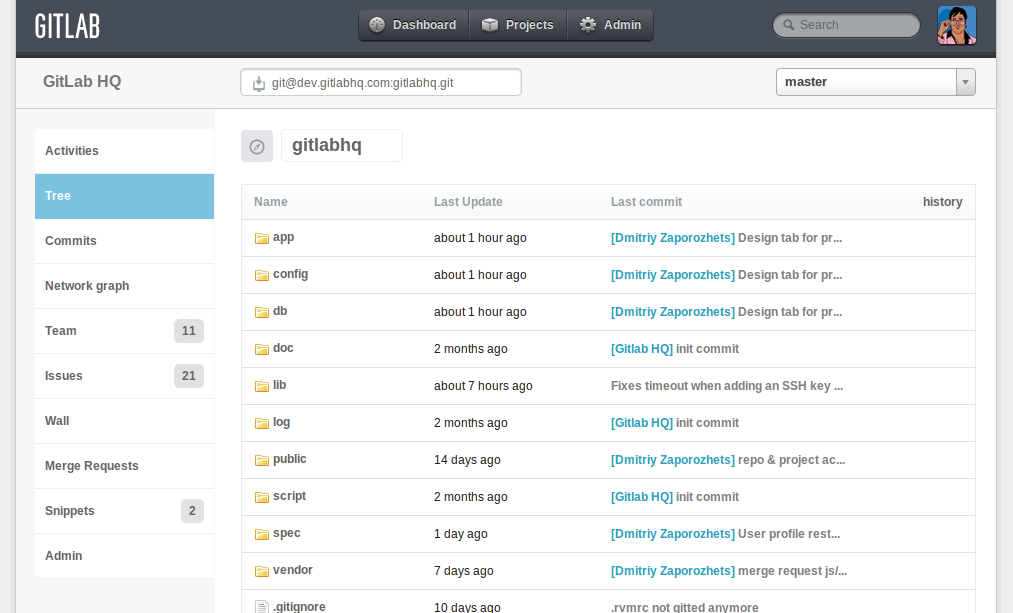 GITLAB Dashboard Projects Admin Search
GitLab HQ git@dev.gitlabhq.com:gitlabhq.git master
Activities
Tree
Commits
Network graph
Team 11
Issues 21
Wall
Merge Requests
Snippets 2
Admin
gitlabhq
Name Last Update Last commit history
app about 1 hour ago [Dmitriy Zaporozhets] Design tab for pr...
config about 1 hour ago [Dmitriy Zaporozhets] Design tab for pr...
db about 1 hour ago [Dmitriy Zaporozhets] Design tab for pr...
doc 2 months ago [Gitlab HQ] init commit
lib about 7 hours ago Fixes timeout when adding an SSH key ...
log 2 months ago [Gitlab HQ] init commit
public 14 days ago [Dmitriy Zaporozhets] repo & project ac...
script 2 months ago [Gitlab HQ] init commit
spec 1 day ago [Dmitriy Zaporozhets] User profile rest...
vendor 7 days ago [Dmitriy Zaporozhets] merge request js/...
.gitignore 10 days ago .rvmrc not gitted anymore